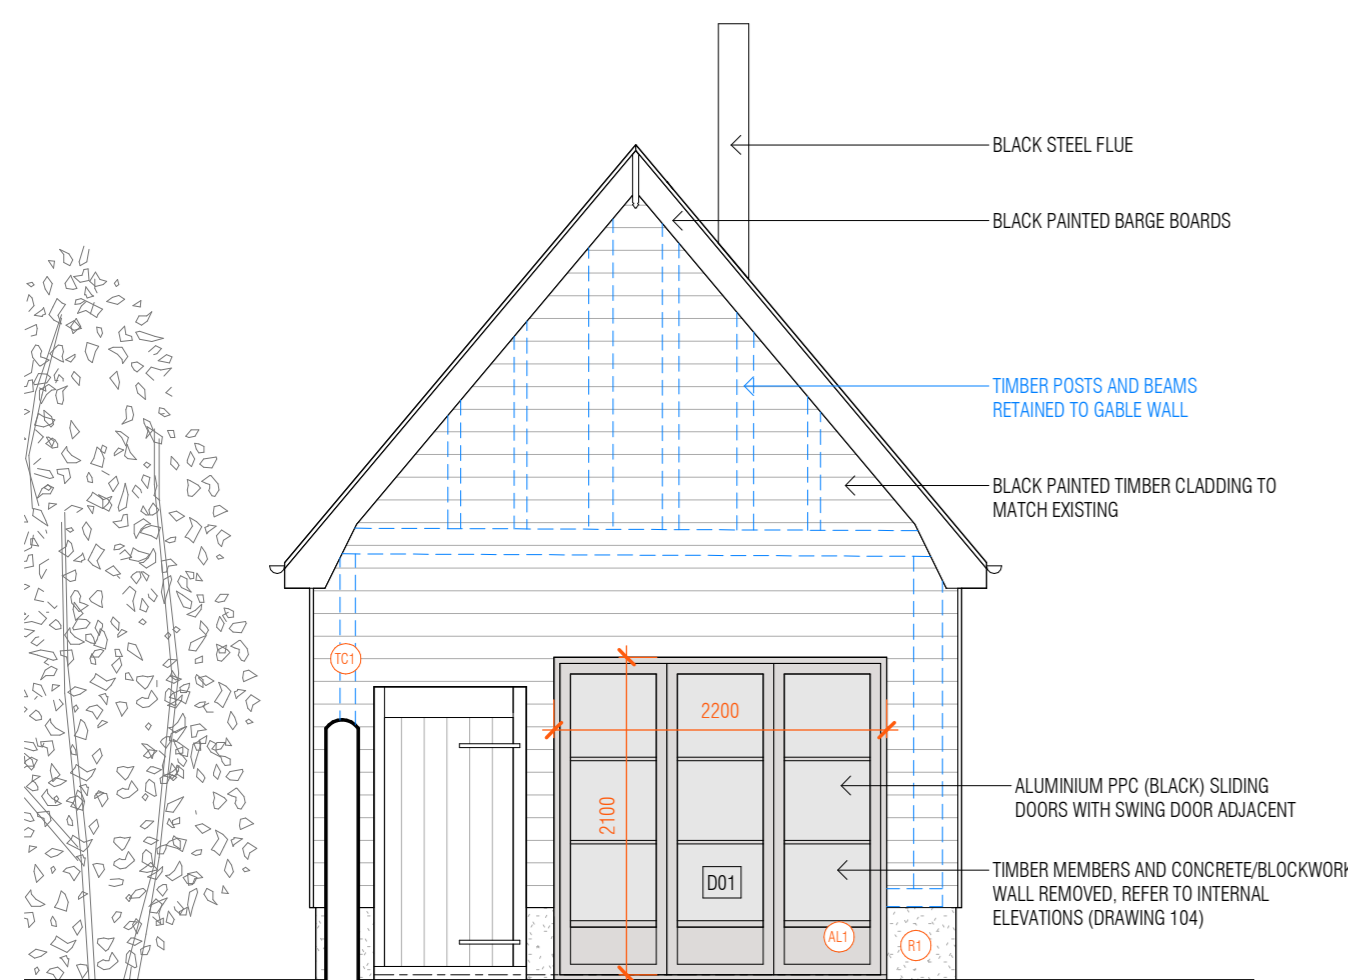 BLACK STEEL FLUE
BLACK PAINTED BARGE BOARDS
TIMBER POSTS AND BEAMS
RETAINED TO GABLE WALL
BLACK PAINTED TIMBER CLADDING TO
MATCH EXISTING
TC1
2200
2100
ALUMINIUM PPC (BLACK) SLIDING
DOORS WITH SWING DOOR ADJACENT
D01
TIMBER MEMBERS AND CONCRETE/BLOCKWORK
WALL REMOVED, REFER TO INTERNAL
ELEVATIONS (DRAWING 104)
AL1
R1